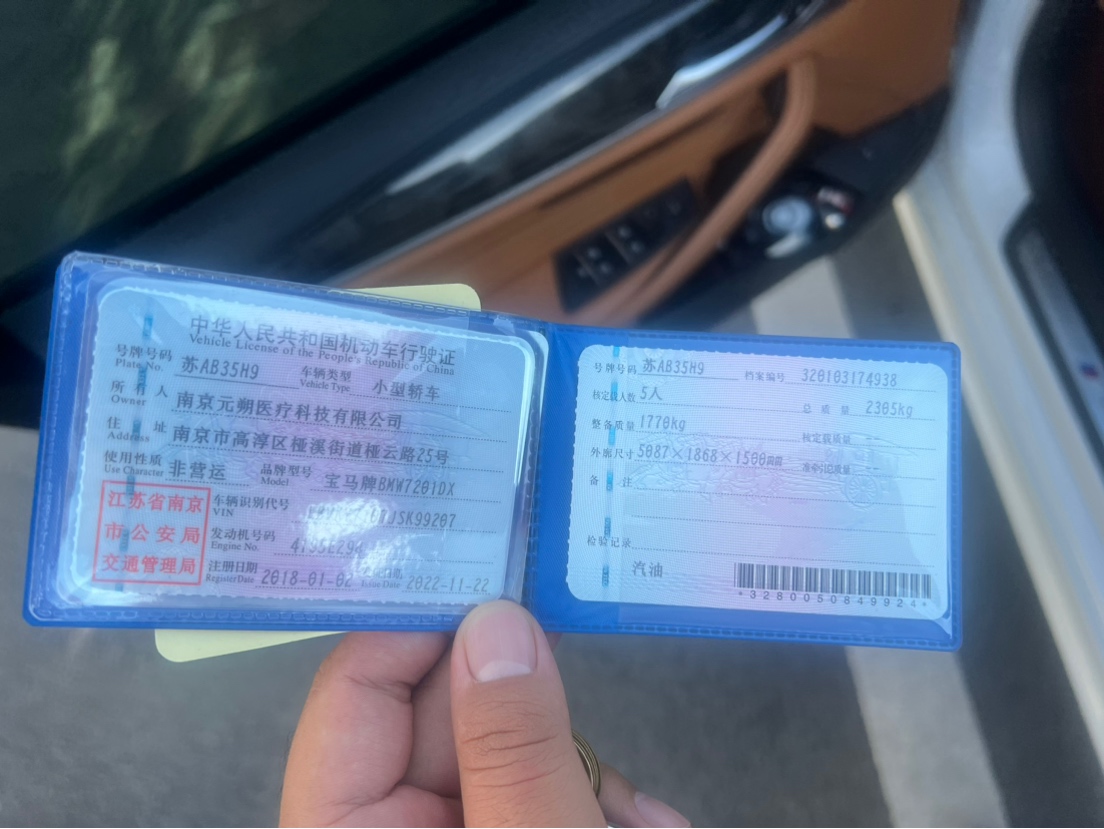 中华人民共和国机动车行驶证
Vehicle License of the People's Republic of China
号牌号码 苏AB35H9 车辆类型 小型轿车
Plate No. Vehicle Type
所有人 南京元朔医疗科技有限公司
Owner
住址 南京市高淳区桠溪街道桠云路25号
Address
使用性质 非营运 品牌型号 宝马牌BMW7201DX
Use Character Model
江苏省南京
市公安局
交通管理局
车辆识别代号 JSK99207
VIN
发动机号码
Engine No.
注册日期 2018-01-02 2022-11-22
Register Date Issue Date
号牌号码 苏AB35H9 档案编号 320103174938
核定载人数 5人 总质量 2305kg
整备质量 1770kg 核定载质量 --
外廓尺寸 5087×1868×1500mm 准牵引总质量 --
备注
检验记录
汽油
*3280050849924*